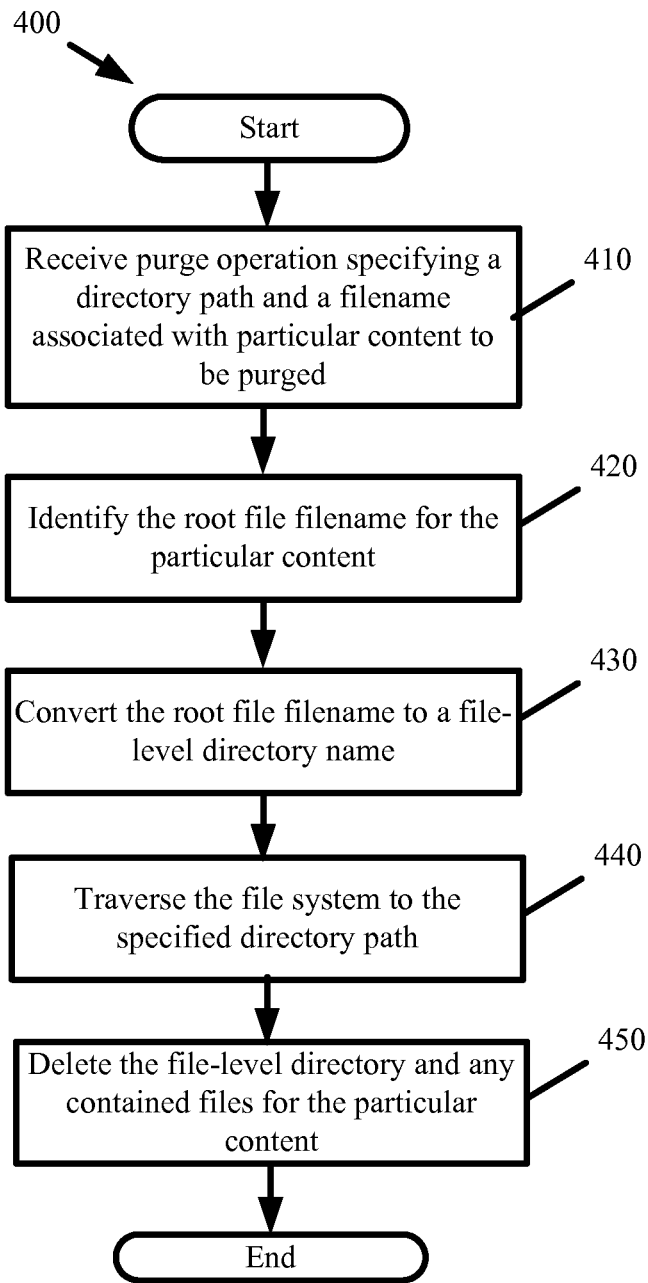 400
Start
Receive purge operation specifying a
directory path and a filename
associated with particular content to
be purged
410
420
Identify the root file filename for the
particular content
430
Convert the root file filename to a file-
level directory name
440
Traverse the file system to the
specified directory path
450
Delete the file-level directory and any
contained files for the particular
content
End